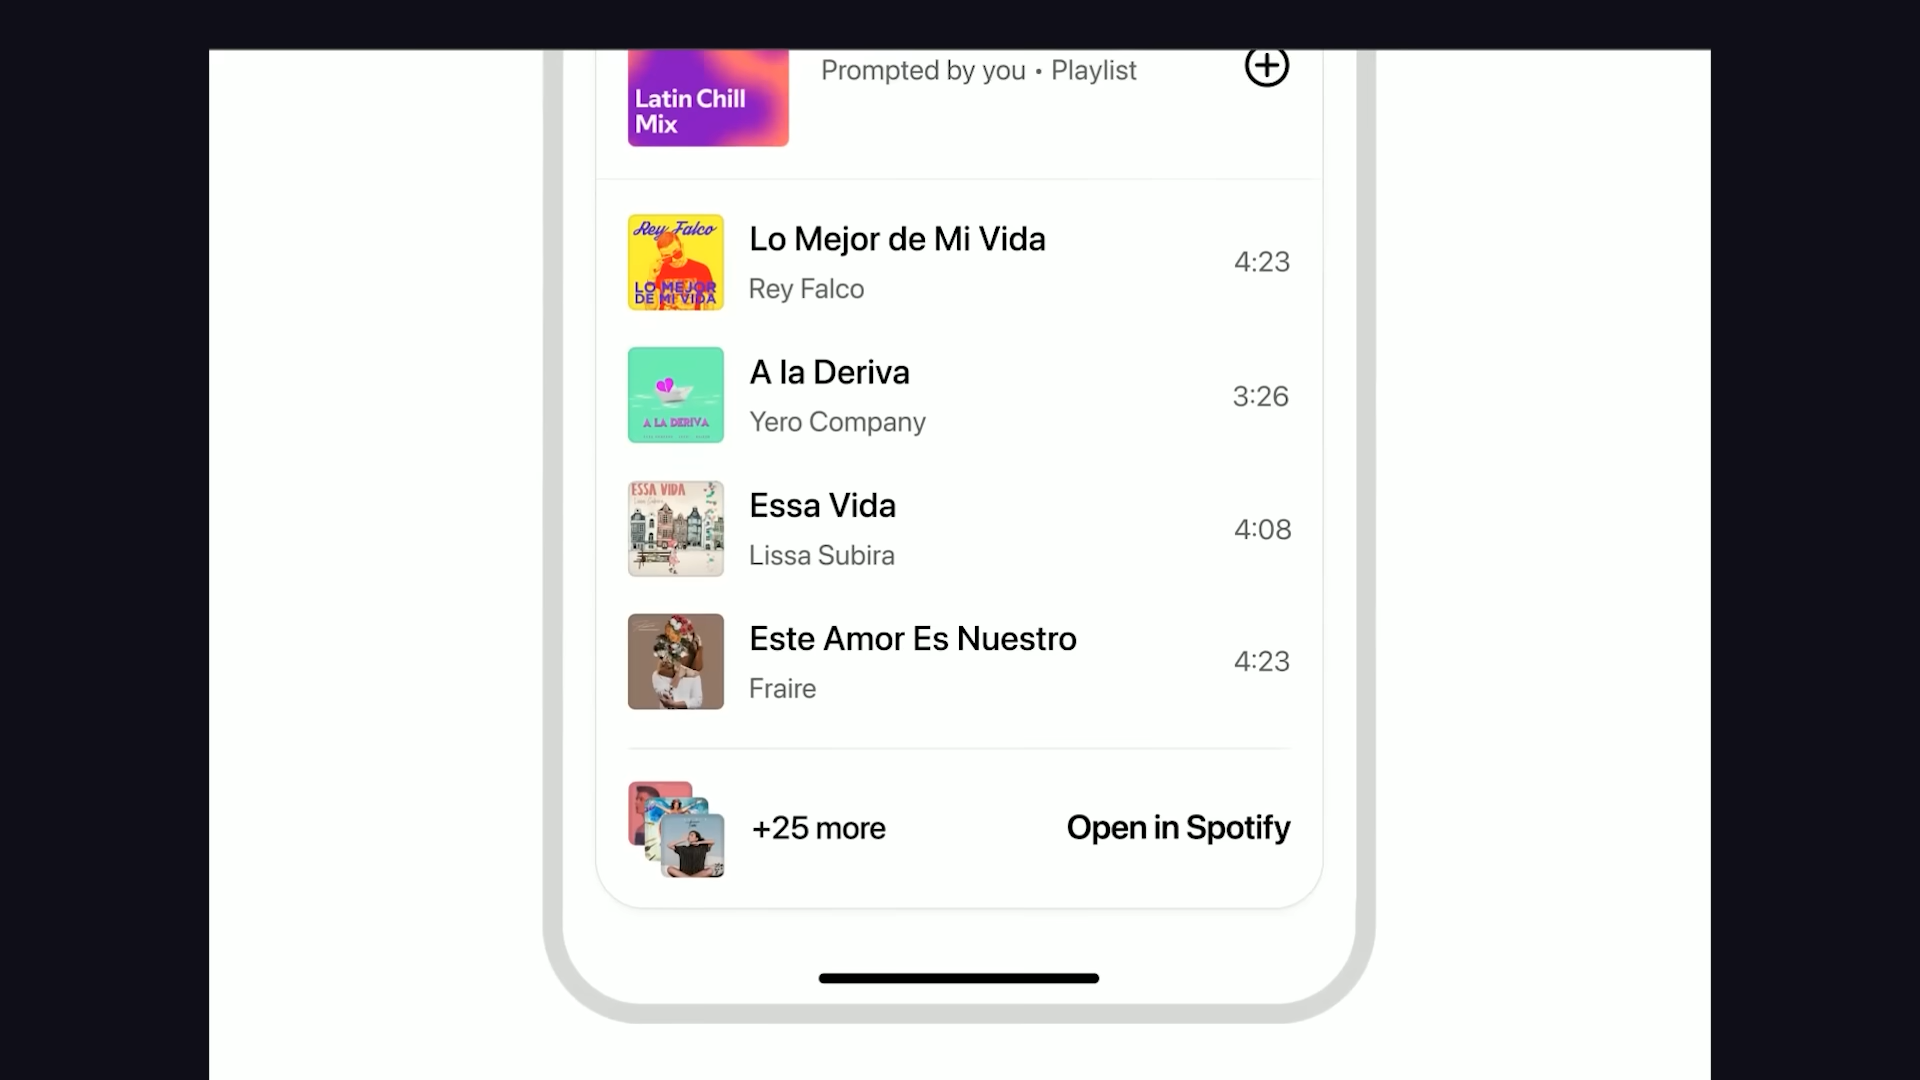 Prompted by you • Playlist
Latin Chill
Mix
Rey Falco
LO MEJOR
DE MI VIDA
Lo Mejor de Mi Vida
Rey Falco
4:23
A LA DERIVA
A la Deriva
Yero Company
3:26
ESSA VIDA
Essa Vida
Lissa Subira
4:08
Este Amor Es Nuestro
Fraire
4:23
+25 more
Open in Spotify